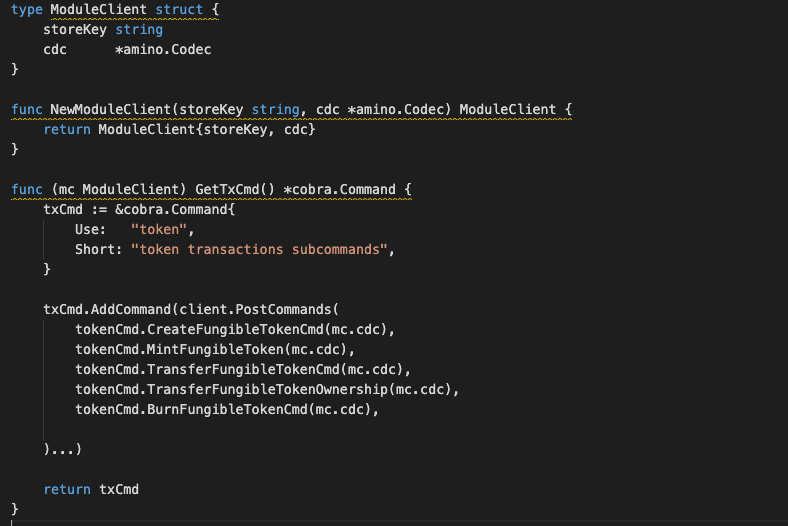 type ModuleClient struct {
    storeKey string
    cdc      *amino.Codec
}

func NewModuleClient(storeKey string, cdc *amino.Codec) ModuleClient {
    return ModuleClient{storeKey, cdc}
}

func (mc ModuleClient) GetTxCmd() *cobra.Command {
    txCmd := &cobra.Command{
        Use:   "token",
        Short: "token transactions subcommands",
    }

    txCmd.AddCommand(client.PostCommands(
        tokenCmd.CreateFungibleTokenCmd(mc.cdc),
        tokenCmd.MintFungibleToken(mc.cdc),
        tokenCmd.TransferFungibleTokenCmd(mc.cdc),
        tokenCmd.TransferFungibleTokenOwnership(mc.cdc),
        tokenCmd.BurnFungibleTokenCmd(mc.cdc),

    )...)

    return txCmd
}